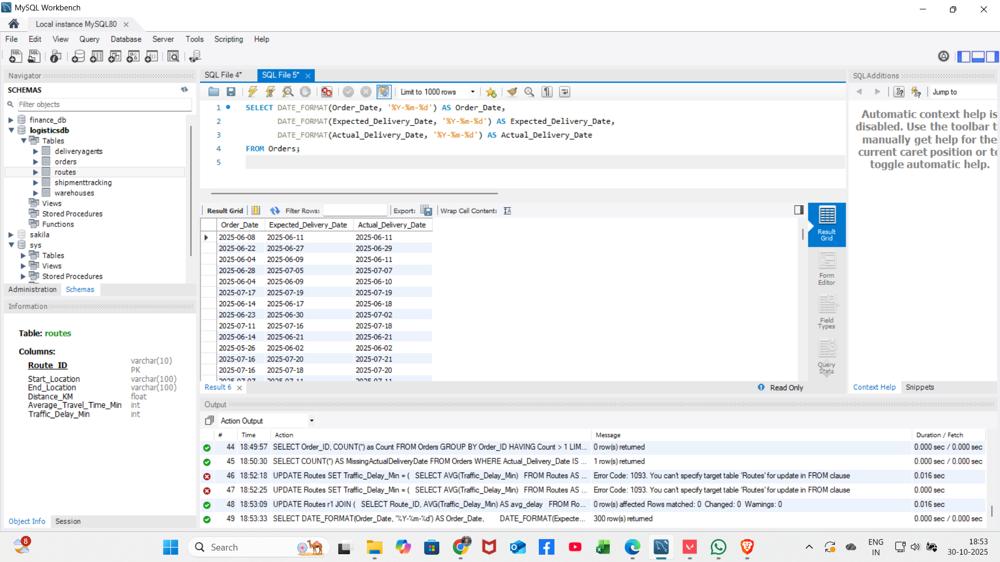 MySQL Workbench
Local instance MySQL80
File Edit View Query Database Server Tools Scripting Help
Navigator
SCHEMAS
Filter objects
finance_db
logisticsdb
Tables
deliveryagents
orders
routes
shipmenttracking
warehouses
Views
Stored Procedures
Functions
sakila
sys
Tables
Views
Stored Procedures
Administration Schemas
Information
Table: routes
Columns:
Route_ID varchar(10)
PK
Start_Location varchar(100)
End_Location varchar(100)
Distance_KM float
Average_Travel_Time_Min int
Traffic_Delay_Min int
Object Info Session
SQL File 4* SQL File 5*
Limit to 1000 rows
1 SELECT DATE_FORMAT(Order_Date, '%Y-%m-%d') AS Order_Date,
2 DATE_FORMAT(Expected_Delivery_Date, '%Y-%m-%d') AS Expected_Delivery_Date,
3 DATE_FORMAT(Actual_Delivery_Date, '%Y-%m-%d') AS Actual_Delivery_Date
4 FROM Orders;
5
Result Grid Filter Rows: Export: Wrap Cell Content:
Order_Date Expected_Delivery_Date Actual_Delivery_Date
2025-06-08 2025-06-11 2025-06-11
2025-06-22 2025-06-27 2025-06-29
2025-06-04 2025-06-09 2025-06-11
2025-06-28 2025-07-05 2025-07-07
2025-06-04 2025-06-09 2025-06-10
2025-07-17 2025-07-19 2025-07-19
2025-06-14 2025-06-17 2025-06-18
2025-06-23 2025-06-30 2025-07-02
2025-07-11 2025-07-16 2025-07-18
2025-06-14 2025-06-21 2025-06-21
2025-05-26 2025-06-02 2025-06-02
2025-07-16 2025-07-20 2025-07-21
2025-07-16 2025-07-18 2025-07-20
2025-07-07 2025-07-11 2025-07-11
Result
Grid
Form
Editor
Field
Types
Query
Stats
Result 6 Read Only
SQLAdditions
Jump to
Automatic context help is
disabled. Use the toolbar t
manually get help for the
current caret position or to
toggle automatic help.
Context Help Snippets
Output
Action Output
# Time Action Message Duration / Fetch
44 18:49:57 SELECT Order_ID, COUNT(*) as Count FROM Orders GROUP BY Order_ID HAVING Count > 1 LIM... 0 row(s) returned 0.000 sec / 0.000 sec
45 18:50:30 SELECT COUNT(*) AS MissingActualDeliveryDate FROM Orders WHERE Actual_Delivery_Date IS ... 1 row(s) returned 0.000 sec / 0.000 sec
46 18:52:18 UPDATE Routes SET Traffic_Delay_Min = ( SELECT AVG(Traffic_Delay_Min) FROM Routes AS ... Error Code: 1093. You can't specify target table 'Routes' for update in FROM clause 0.016 sec
47 18:52:25 UPDATE Routes SET Traffic_Delay_Min = ( SELECT AVG(Traffic_Delay_Min) FROM Routes AS ... Error Code: 1093. You can't specify target table 'Routes' for update in FROM clause 0.000 sec
48 18:53:09 UPDATE Routes r1 JOIN ( SELECT Route_ID, AVG(Traffic_Delay_Min) AS avg_delay FROM Ro... 0 row(s) affected Rows matched: 0 Changed: 0 Warnings: 0 0.016 sec
49 18:53:33 SELECT DATE_FORMAT(Order_Date, '%Y-%m-%d') AS Order_Date, DATE_FORMAT(Expecte... 300 row(s) returned 0.000 sec / 0.000 sec
8
Search
ENG
IN
18:53
30-10-2025